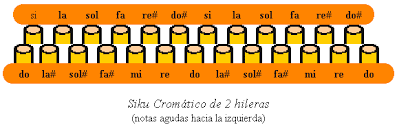 si la sol fa re# do# si la sol fa re# do#
do la# sol# fa# mi re do la# sol# fa# mi re do
Siku Cromático de 2 hileras
(notas agudas hacia la izquierda)